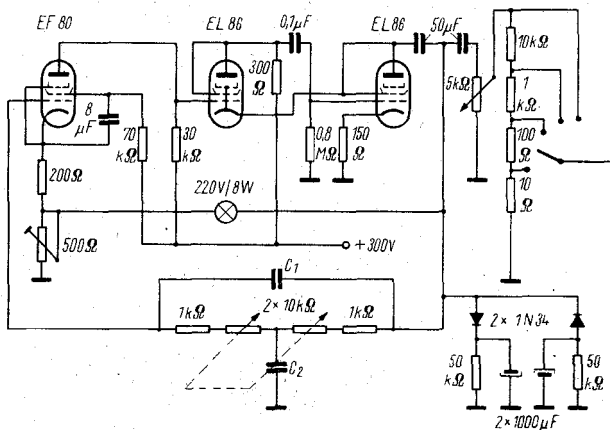 EF 80
EL 86
0,1µF
EL 86
50µF
8 µF
70 kΩ
30 kΩ
300 Ω
0,8 MΩ
150 Ω
5kΩ
10kΩ
1 kΩ
100 Ω
10 Ω
200Ω
500Ω
220V/8W
+300V
C1
1kΩ
2×10kΩ
1kΩ
C2
2× 1N34
50 kΩ
50 kΩ
2×1000µF